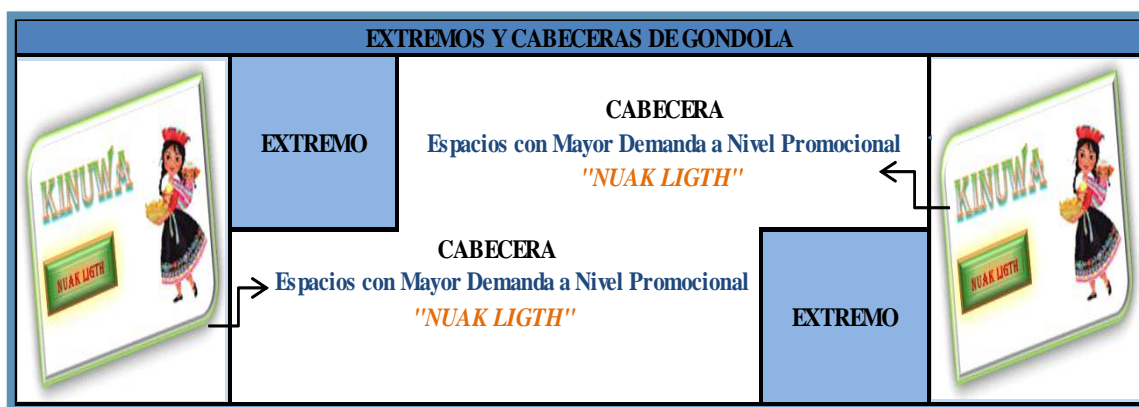 EXTREMOS Y CABECERAS DE GONDOLA
KINUWA
NUAK LIGTH
EXTREMO
CABECERA
Espacios con Mayor Demanda a Nivel Promocional
"NUAK LIGTH"
CABECERA
Espacios con Mayor Demanda a Nivel Promocional
"NUAK LIGTH"
EXTREMO
KINUWA
NUAK LIGTH